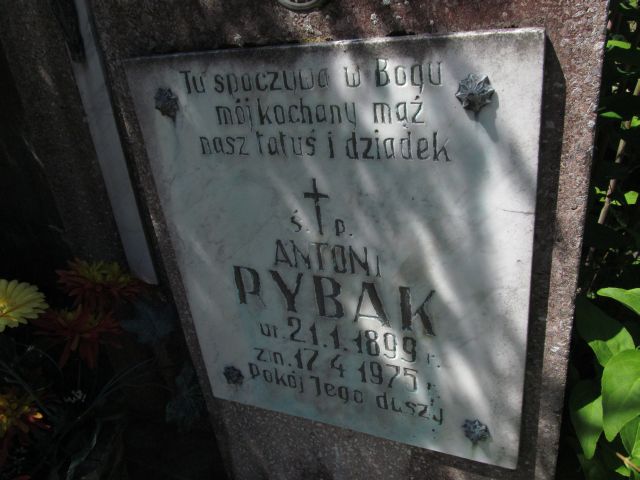 Tu spoczywa w Bogu
mój kochany mąż
nasz tatuś i dziadek
ś. p.
ANTONI
RYBAK
ur. 21.1.1899 r.
zm. 17.4.1975 r.
Pokój Jego duszy